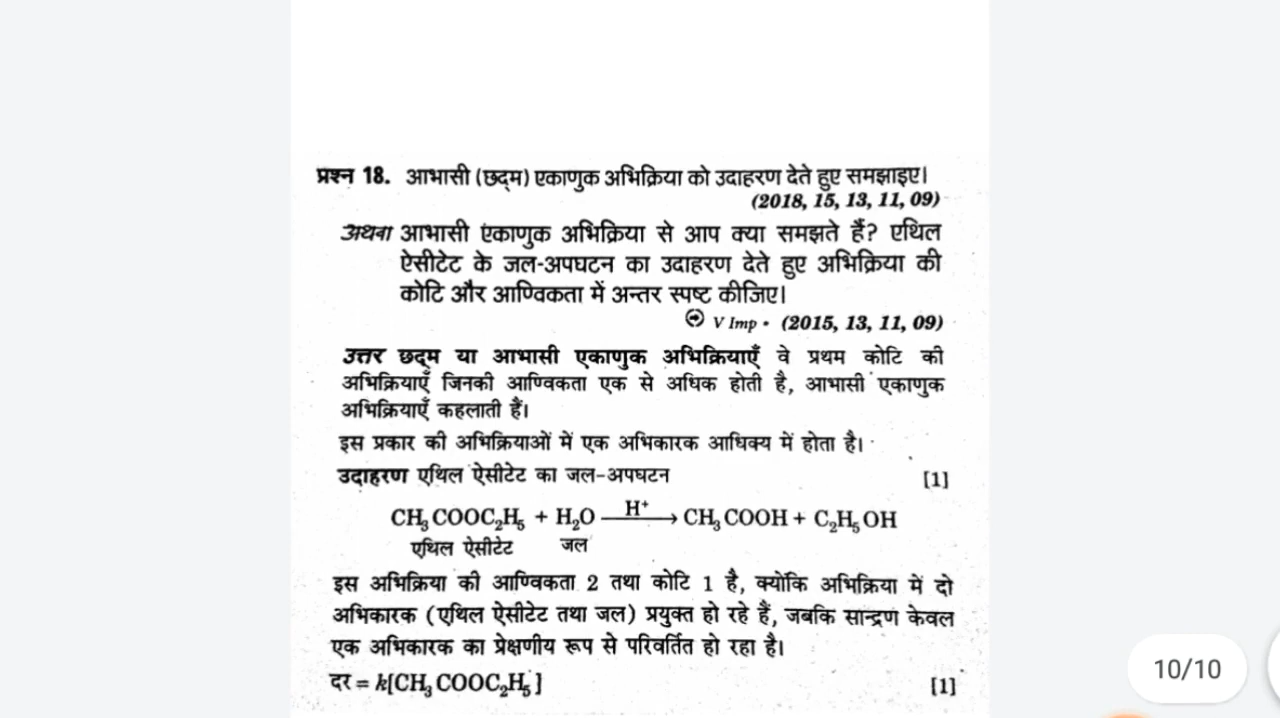 प्रश्न 18. आभासी (छद्म) एकाणुक अभिक्रिया को उदाहरण देते हुए समझाइए।
(2018, 15, 13, 11, 09)
अथवा आभासी एकाणुक अभिक्रिया से आप क्या समझते हैं? एथिल
ऐसीटेट के जल-अपघटन का उदाहरण देते हुए अभिक्रिया की
कोटि और आण्विकता में अन्तर स्पष्ट कीजिए।
V Imp • (2015, 13, 11, 09)
उत्तर छद्म या आभासी एकाणुक अभिक्रियाएँ वे प्रथम कोटि की
अभिक्रियाएँ जिनकी आण्विकता एक से अधिक होती है, आभासी एकाणुक
अभिक्रियाएँ कहलाती हैं।
इस प्रकार की अभिक्रियाओं में एक अभिकारक आधिक्य में होता है।
उदाहरण एथिल ऐसीटेट का जल-अपघटन [1]
CH₃COOC₂H₅ + H₂O —H⁺→ CH₃COOH + C₂H₅OH
एथिल ऐसीटेट जल
इस अभिक्रिया की आण्विकता 2 तथा कोटि 1 है, क्योंकि अभिक्रिया में दो
अभिकारक (एथिल ऐसीटेट तथा जल) प्रयुक्त हो रहे हैं, जबकि सान्द्रण केवल
एक अभिकारक का प्रेक्षणीय रूप से परिवर्तित हो रहा है।
दर = k[CH₃COOC₂H₅] [1]
10/10